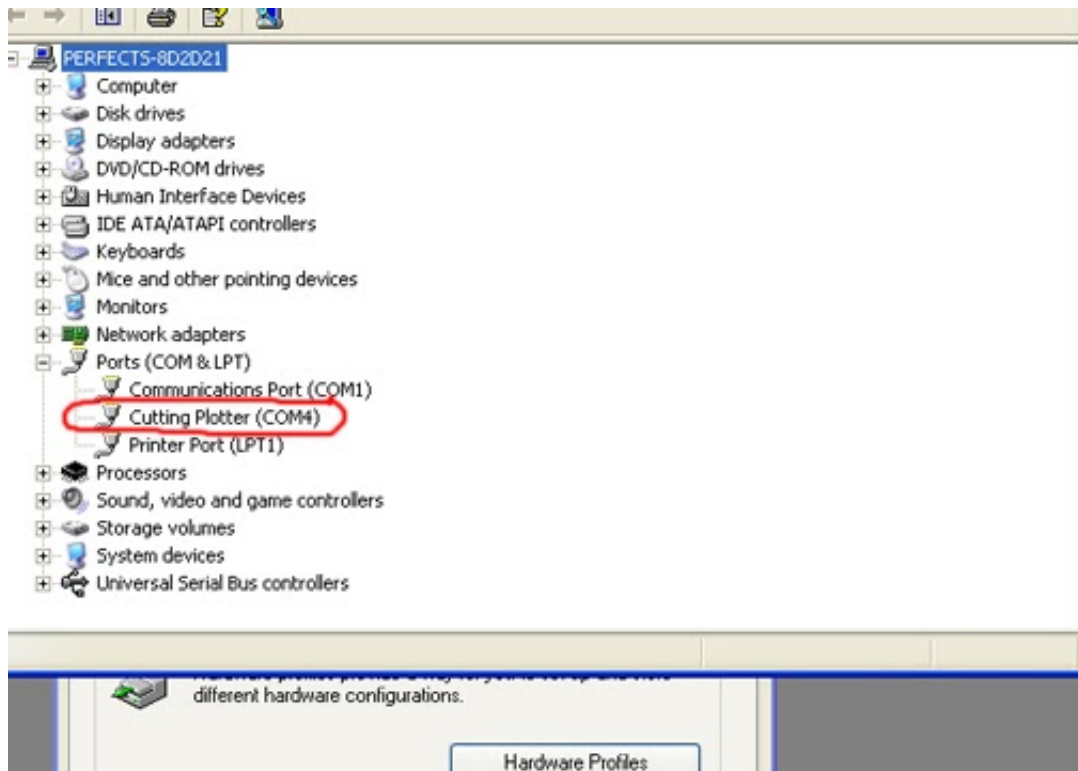 PERFECTS-8D2D21
Computer
Disk drives
Display adapters
DVD/CD-ROM drives
Human Interface Devices
IDE ATA/ATAPI controllers
Keyboards
Mice and other pointing devices
Monitors
Network adapters
Ports (COM & LPT)
Communications Port (COM1)
Cutting Plotter (COM4)
Printer Port (LPT1)
Processors
Sound, video and game controllers
Storage volumes
System devices
Universal Serial Bus controllers
different hardware configurations.
Hardware Profiles